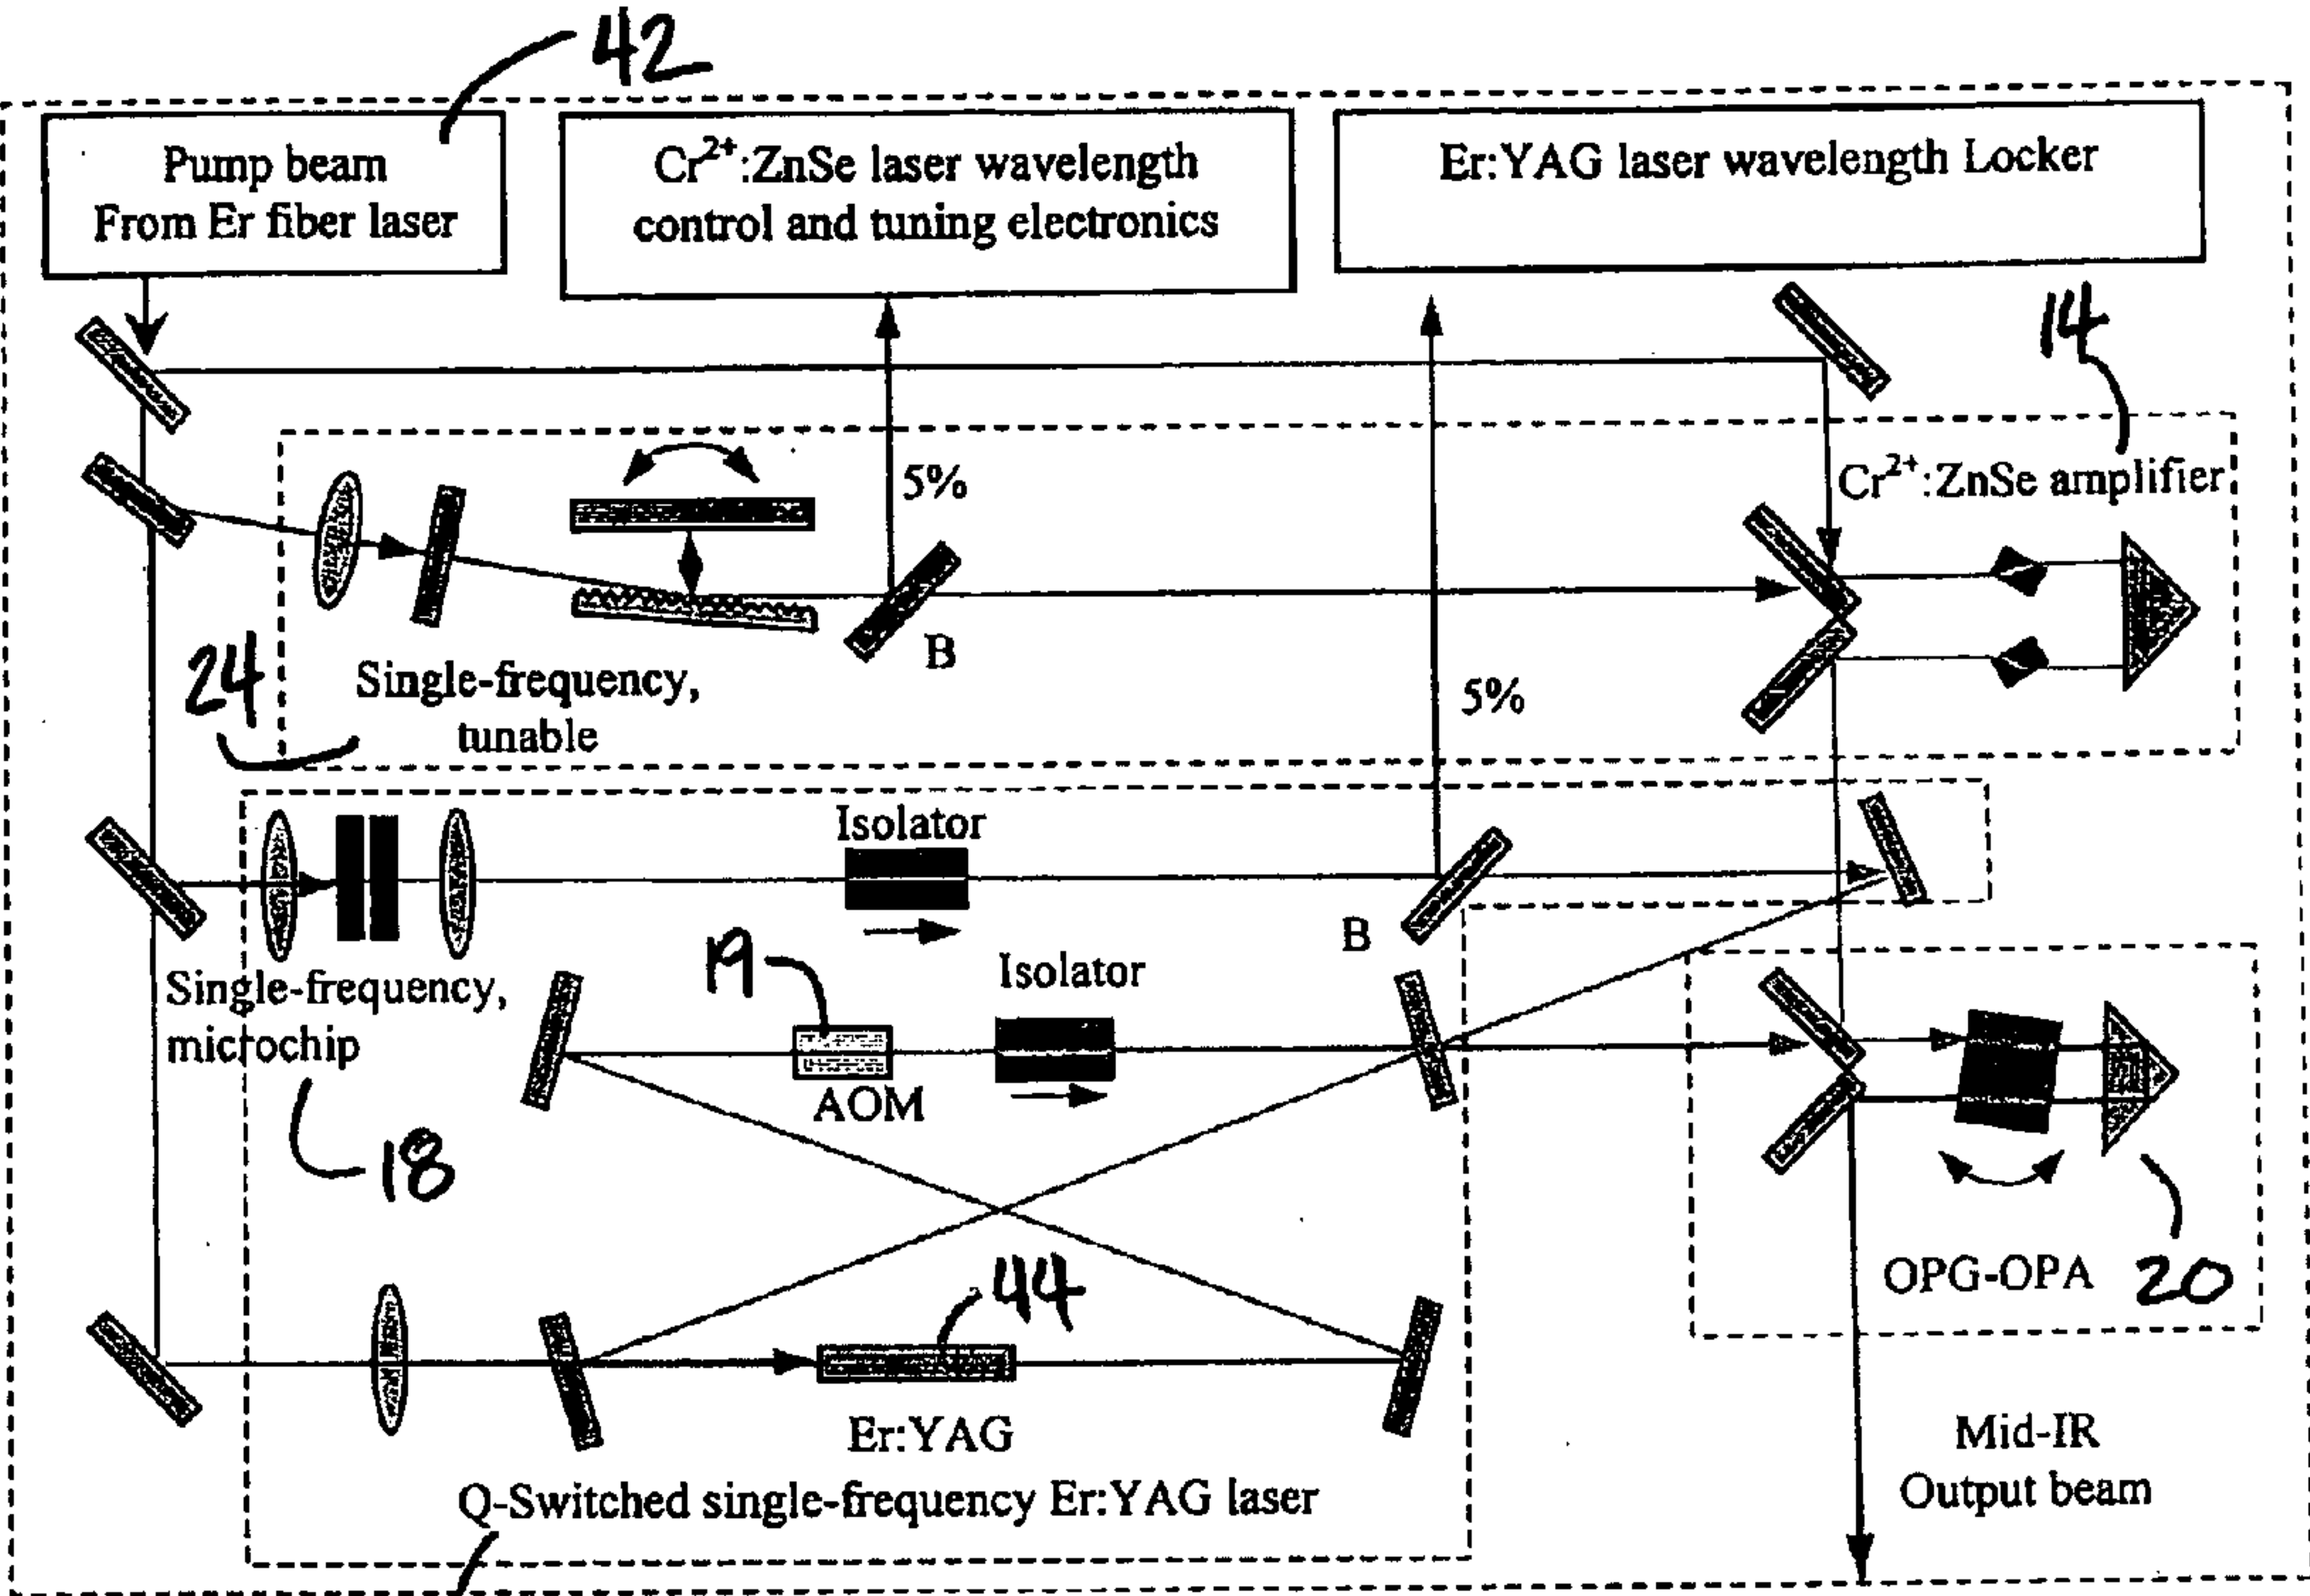 42
Pump beam
From Er fiber laser
Cr²⁺:ZnSe laser wavelength
control and tuning electronics
Er:YAG laser wavelength Locker
14
5%
Cr²⁺:ZnSe amplifier
B
24
Single-frequency,
tunable
5%
Isolator
B
19
Isolator
Single-frequency,
microchip
AOM
18
44
OPG-OPA 20
Er:YAG
Mid-IR
Output beam
Q-Switched single-frequency Er:YAG laser